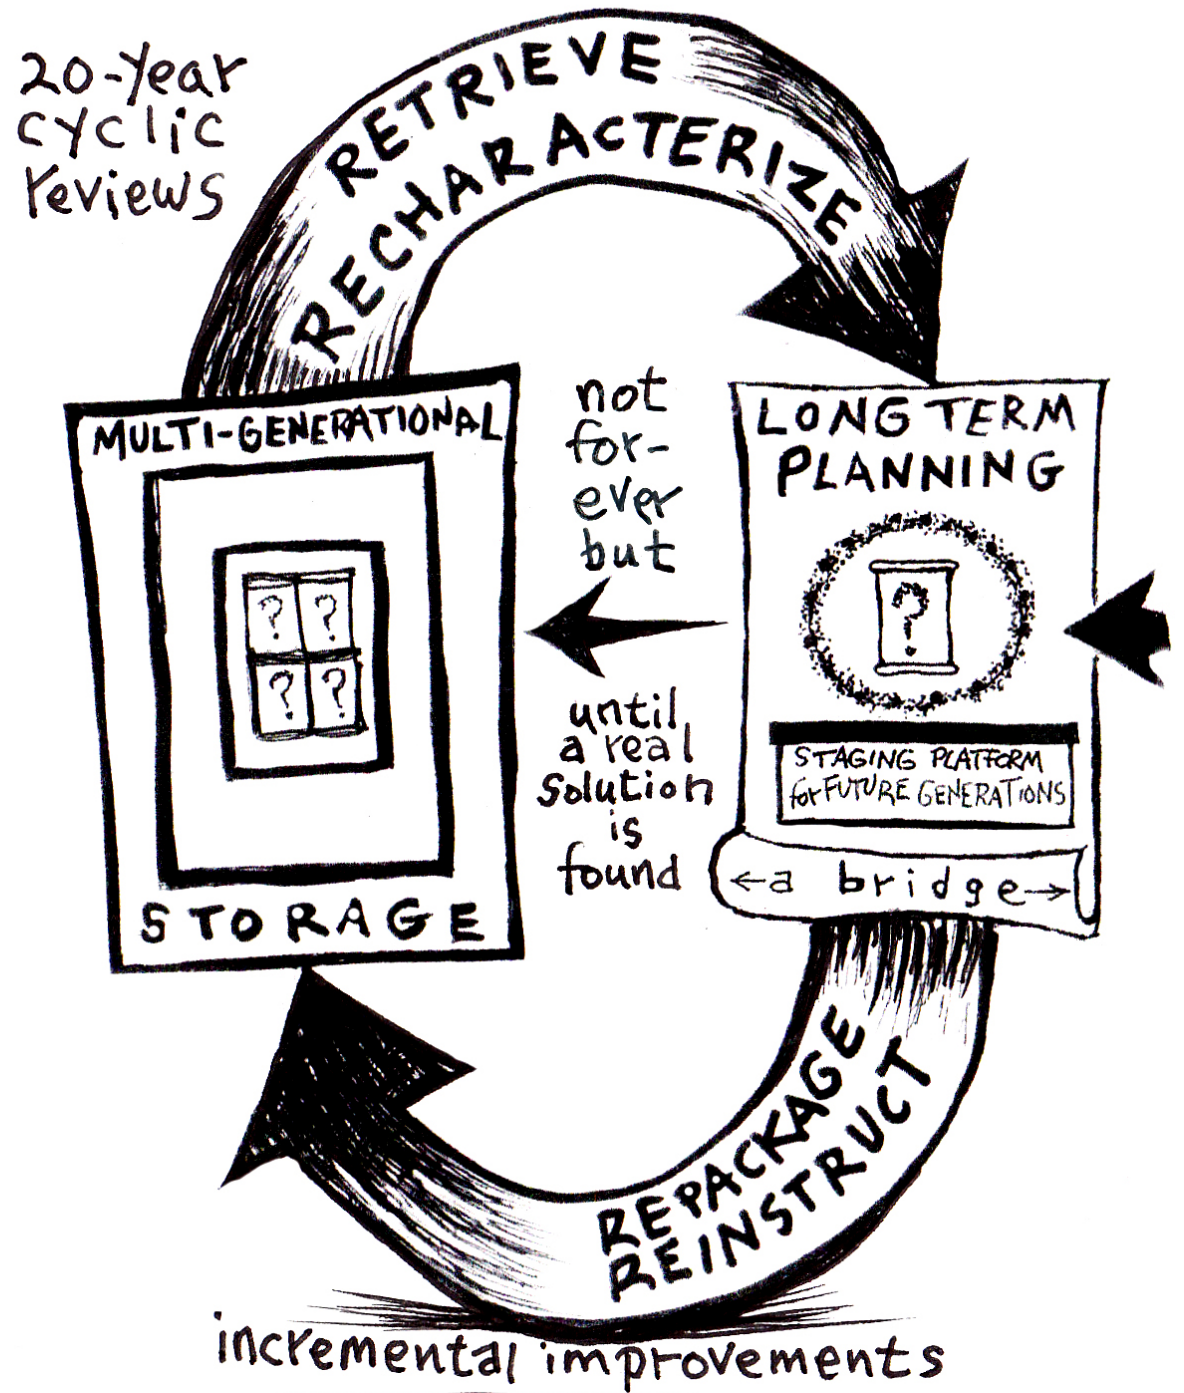 20-year
cyclic
reviews
RETRIEVE
RECHARACTERIZE
MULTI-GENERATIONAL
? ?
? ?
STORAGE
not
for-
ever
but
until
a real
solution
is
found
LONG TERM
PLANNING
?
STAGING PLATFORM
for FUTURE GENERATIONS
←a bridge→
REPACKAGE
REINSTRUCT
incremental improvements